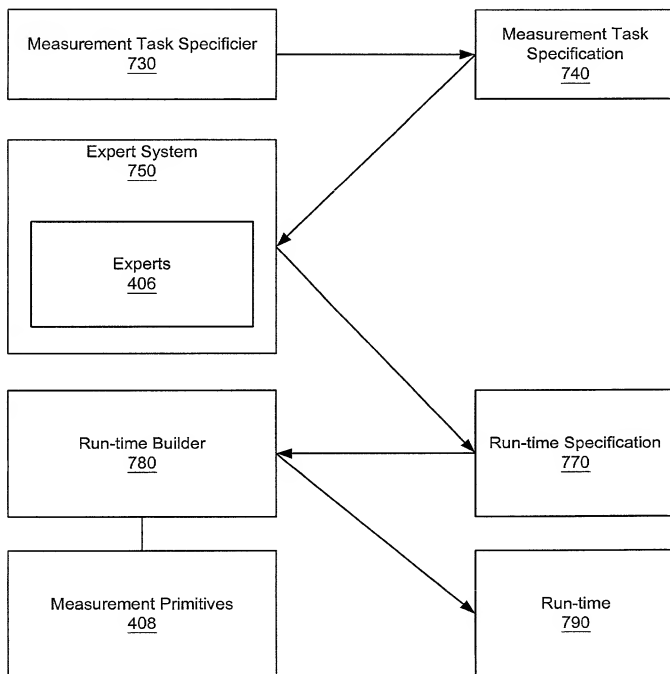 Measurement Task Specificier
730
Measurement Task
Specification
740
Expert System
750
Experts
406
Run-time Builder
780
Run-time Specification
770
Measurement Primitives
408
Run-time
790